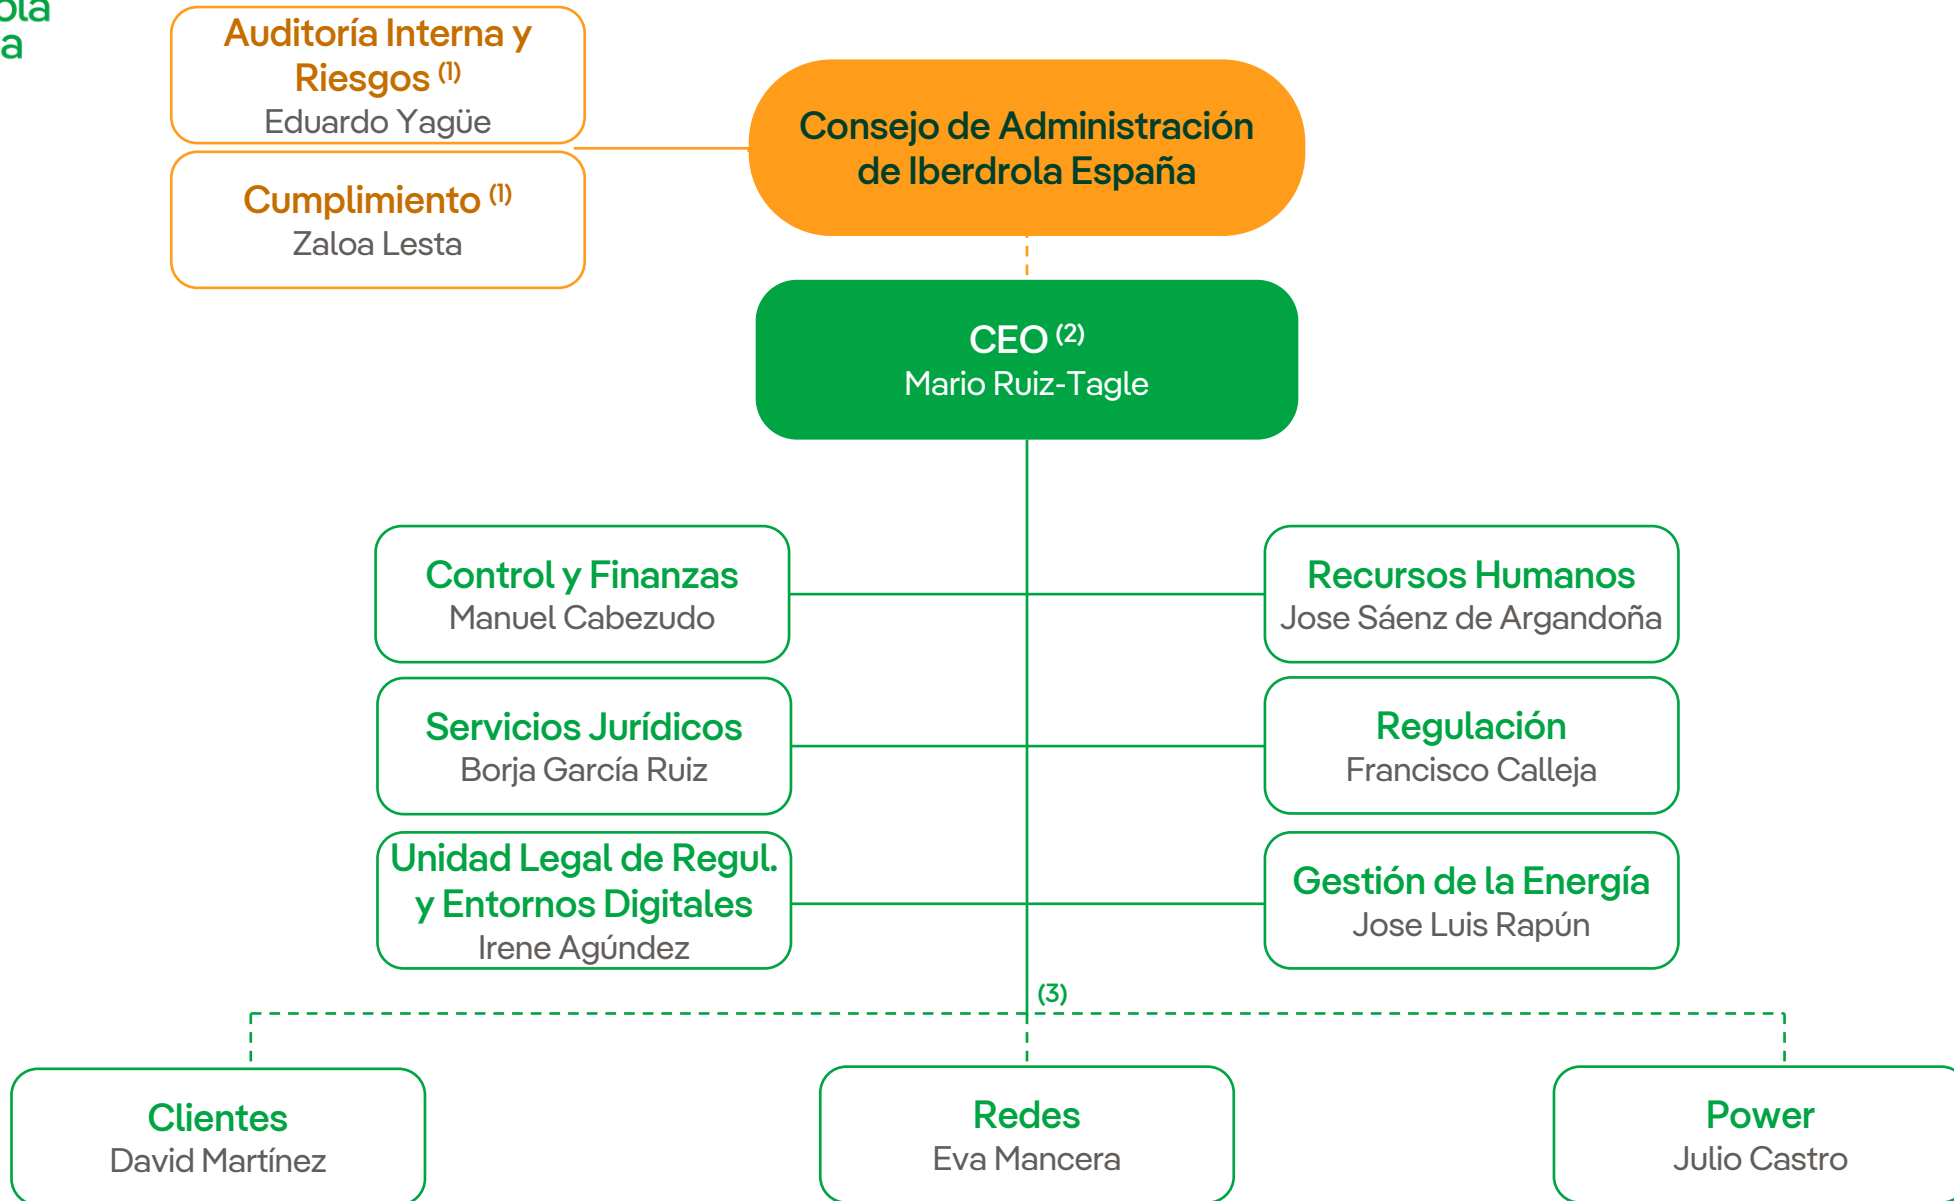 Auditoría Interna y
Riesgos (1)
Eduardo Yagüe
Cumplimiento (1)
Zaloa Lesta
Consejo de Administración
de Iberdrola España
CEO (2)
Mario Ruiz-Tagle
Control y Finanzas
Manuel Cabezudo
Recursos Humanos
Jose Sáenz de Argandoña
Servicios Jurídicos
Borja García Ruiz
Regulación
Francisco Calleja
Unidad Legal de Regul.
y Entornos Digitales
Irene Agúndez
Gestión de la Energía
Jose Luis Rapún
(3)
Clientes
David Martínez
Redes
Eva Mancera
Power
Julio Castro